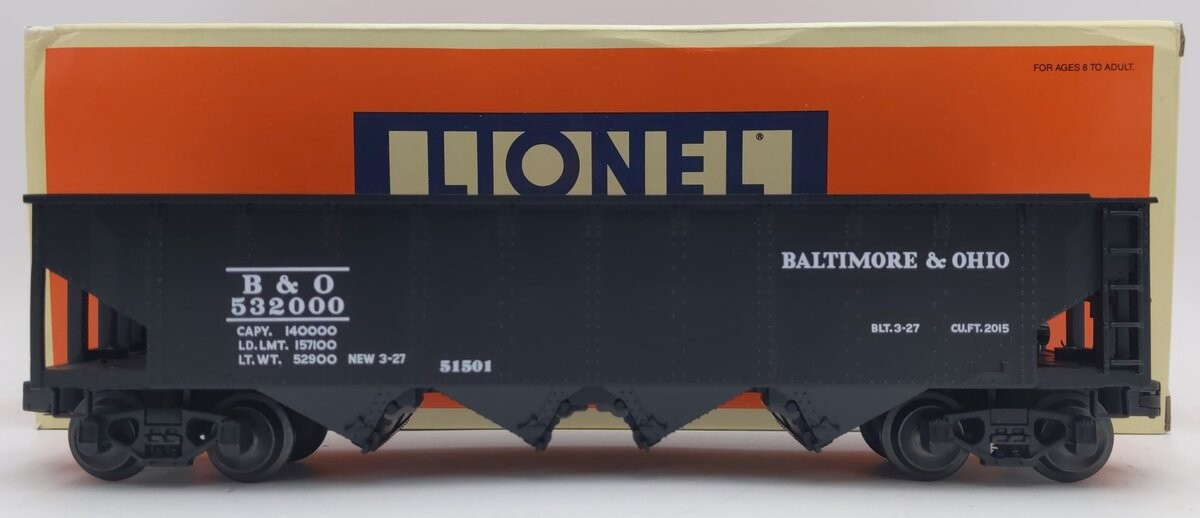 FOR AGES 8 TO ADULT.
LIONEL®
BALTIMORE & OHIO
B & O
532000
CAPY. 140000
LD.LMT. 157100
LT. WT. 52900 NEW 3-27
51501
BLT.3-27 CU.FT.2015